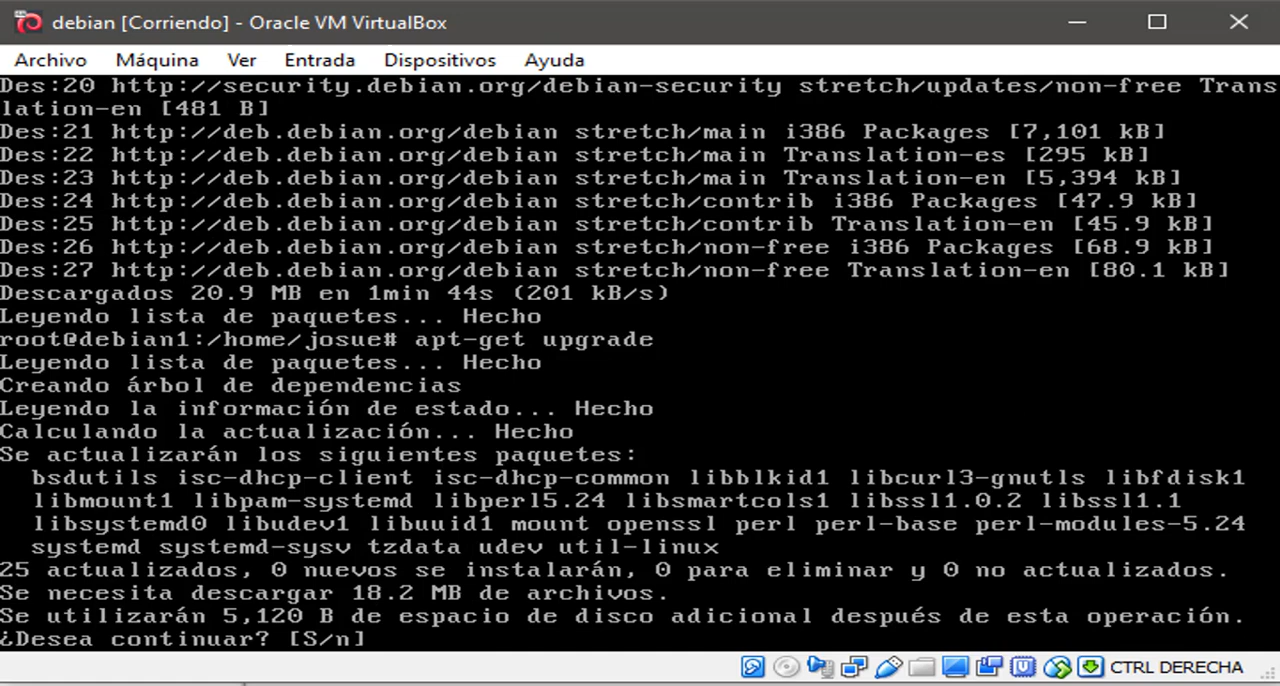 debian [Corriendo] - Oracle VM VirtualBox
Archivo Máquina Ver Entrada Dispositivos Ayuda
Des:20 http://security.debian.org/debian-security stretch/updates/non-free Trans
lation-en [481 B]
Des:21 http://deb.debian.org/debian stretch/main i386 Packages [7,101 kB]
Des:22 http://deb.debian.org/debian stretch/main Translation-es [295 kB]
Des:23 http://deb.debian.org/debian stretch/main Translation-en [5,394 kB]
Des:24 http://deb.debian.org/debian stretch/contrib i386 Packages [47.9 kB]
Des:25 http://deb.debian.org/debian stretch/contrib Translation-en [45.9 kB]
Des:26 http://deb.debian.org/debian stretch/non-free i386 Packages [68.9 kB]
Des:27 http://deb.debian.org/debian stretch/non-free Translation-en [80.1 kB]
Descargados 20.9 MB en 1min 44s (201 kB/s)
Leyendo lista de paquetes... Hecho
root@debian1:/home/josue# apt-get upgrade
Leyendo lista de paquetes... Hecho
Creando árbol de dependencias
Leyendo la información de estado... Hecho
Calculando la actualización... Hecho
Se actualizarán los siguientes paquetes:
bsdutils isc-dhcp-client isc-dhcp-common libblkid1 libcurl3-gnutls libfdisk1
libmount1 libpam-systemd libperl5.24 libsmartcols1 libssl1.0.2 libssl1.1
libsystemd0 libudev1 libuuid1 mount openssl perl perl-base perl-modules-5.24
systemd systemd-sysv tzdata udev util-linux
25 actualizados, 0 nuevos se instalarán, 0 para eliminar y 0 no actualizados.
Se necesita descargar 18.2 MB de archivos.
Se utilizarán 5,120 B de espacio de disco adicional después de esta operación.
¿Desea continuar? [S/n]
CTRL DERECHA